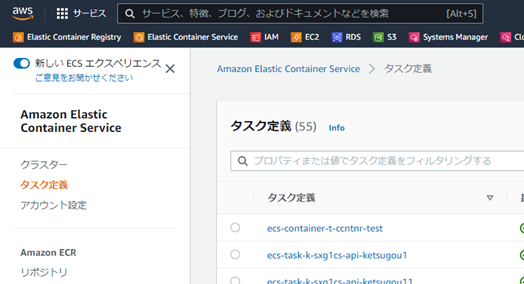 aws
サービス
サービス、特徴、ブログ、およびドキュメントなどを検索
[Alt+S]
Elastic Container Registry
Elastic Container Service
IAM
EC2
RDS
S3
Systems Manager
新しい ECS エクスペリエンス
ご意見をお聞かせください
Amazon Elastic
Container Service
クラスター
タスク定義
アカウント設定
Amazon ECR
リポジトリ
Amazon Elastic Container Service
タスク定義
タスク定義 (55)
Info
プロパティまたは値でタスク定義をフィルタリングする
タスク定義
ecs-container-t-ccntnr-test
ecs-task-k-sxg1cs-api-ketsugou1
ecs-task-k-sxg1cs-api-ketsugou11